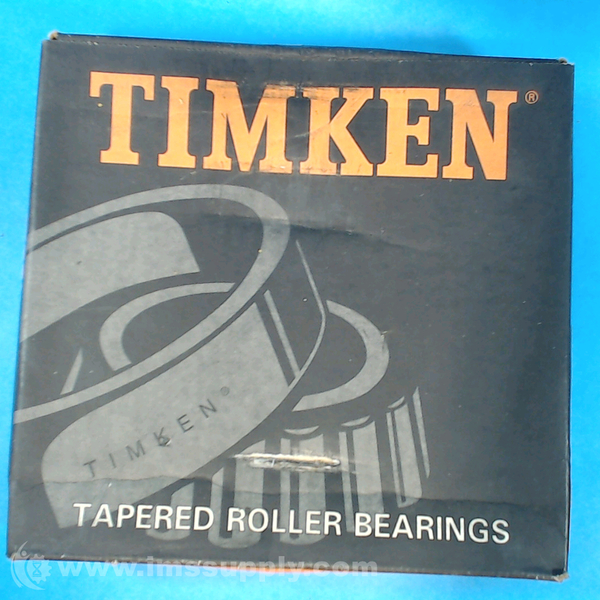 TIMKEN®
TIMKEN®
TAPERED ROLLER BEARINGS
www.imssupply.com